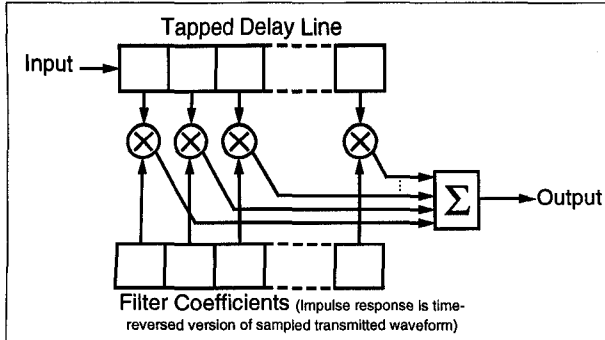 Tapped Delay Line
Input
Σ
Output
Filter Coefficients (Impulse response is time-
reversed version of sampled transmitted waveform)